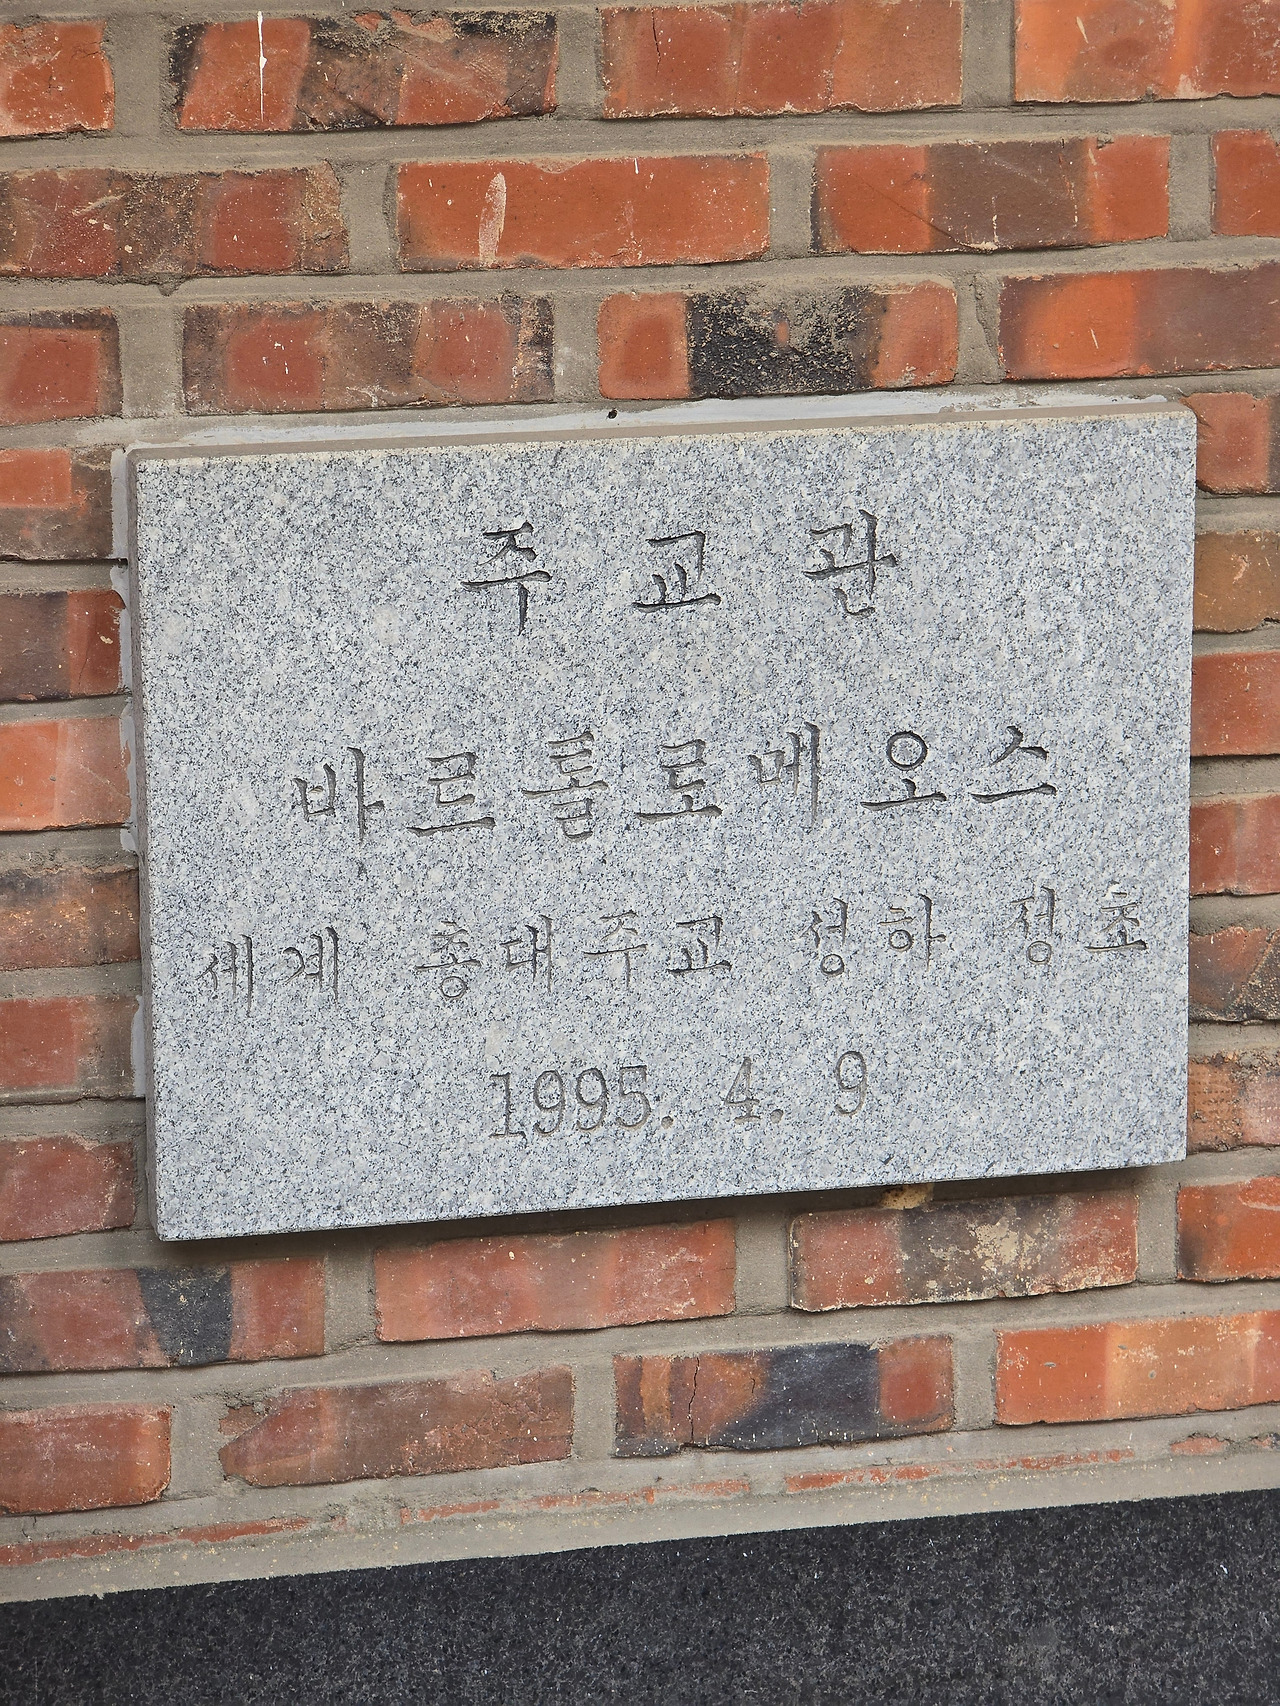 주교관
바르톨로메오스
세계 총대주교 성하 정초
1995. 4. 9